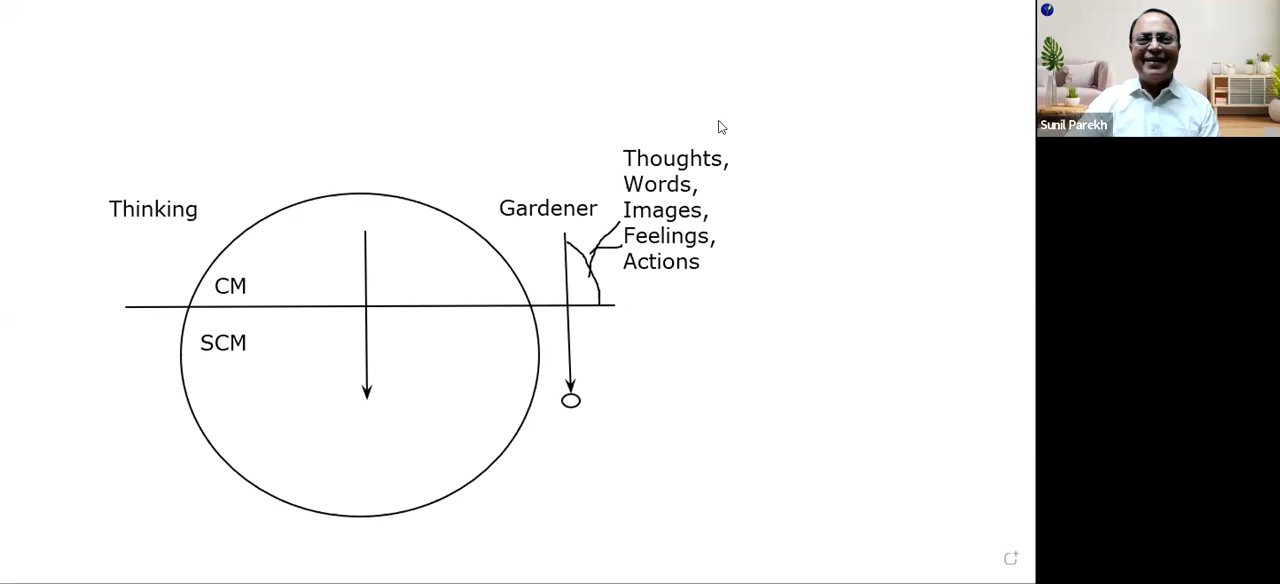 Thinking
Gardener
Thoughts,
Words,
Images,
Feelings,
Actions
CM
SCM
Sunil Parekh